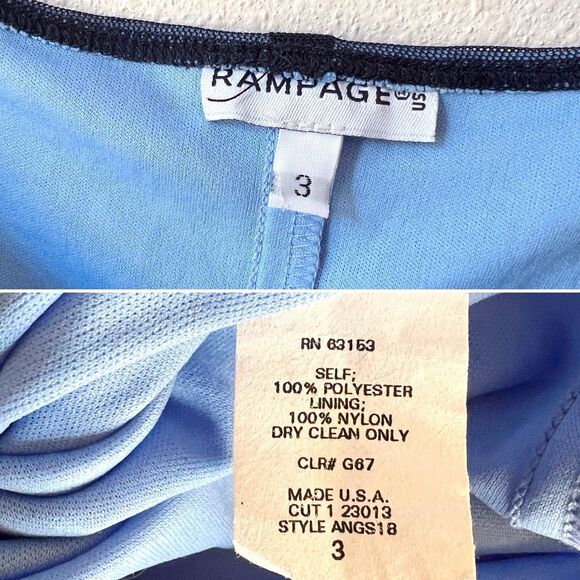 RAMPAGE® USA
3
RN 63153
SELF;
100% POLYESTER
LINING;
100% NYLON
DRY CLEAN ONLY
CLR# G67
MADE U.S.A.
CUT 1 23013
STYLE ANGS18
3